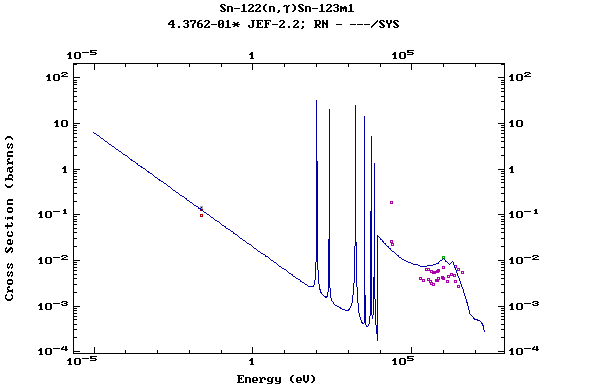 Sn-122(n,γ)Sn-123m1
4.3762-01* JEF-2.2; RN - ---/SYS
10⁻⁵ 1 10⁵
10² 10²
10 10
1 1
10⁻¹ 10⁻¹
10⁻² 10⁻²
10⁻³ 10⁻³
10⁻⁴ 10⁻⁴
10⁻⁵ 1 10⁵
Cross Section (barns)
Energy (eV)